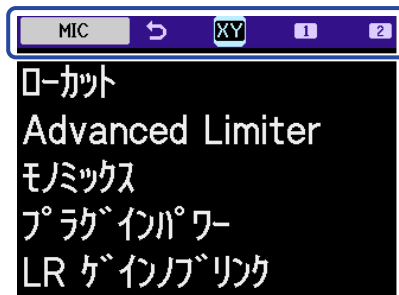 MIC XY 1 2
ローカット
Advanced Limiter
モノミックス
プラグインパワー
LR ゲインノブリンク